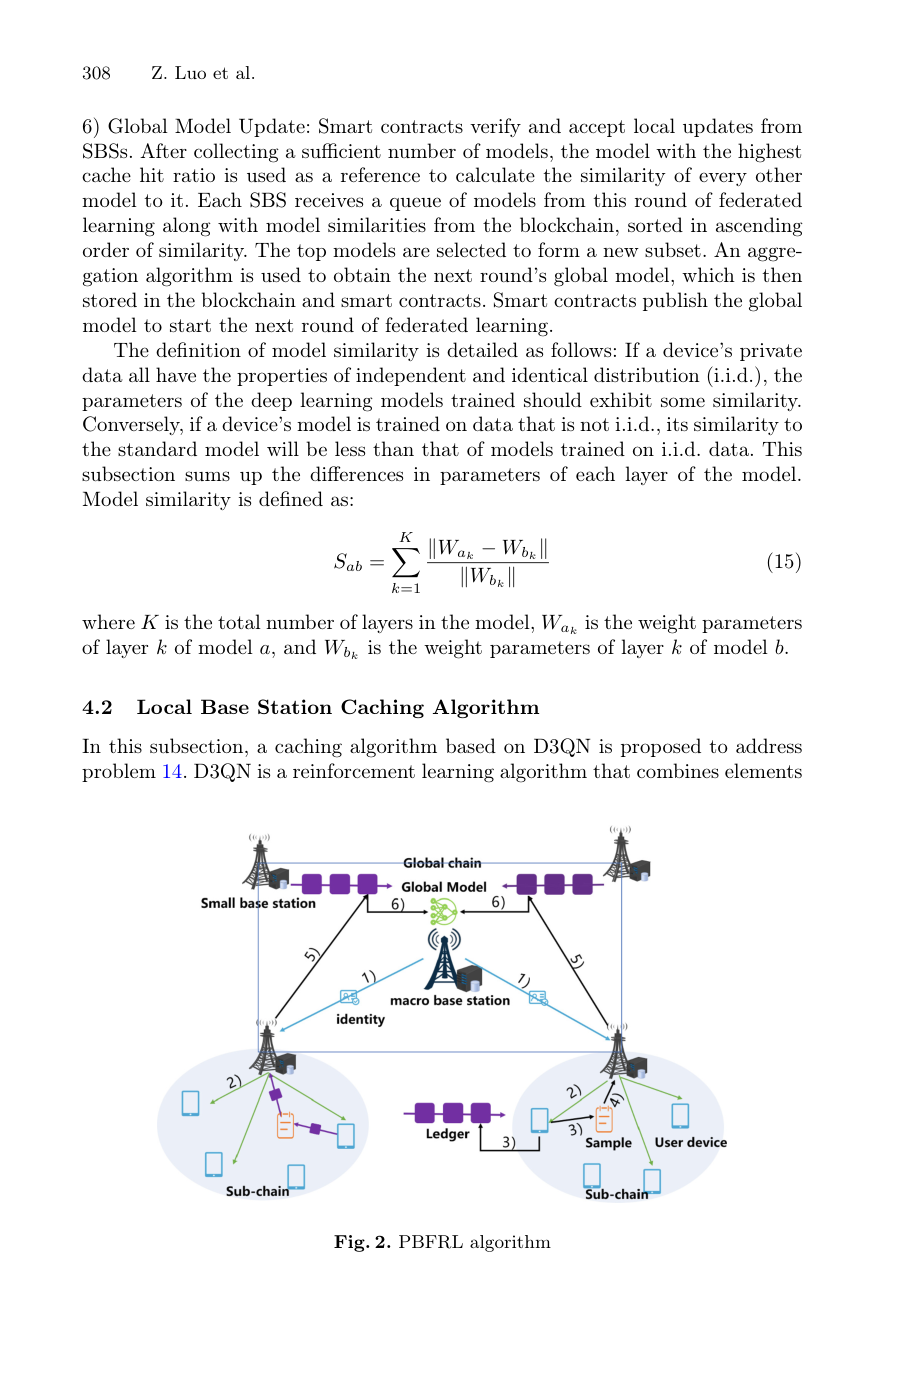 308 Z. Luo et al.
6) Global Model Update: Smart contracts verify and accept local updates from
SBSs. After collecting a sufficient number of models, the model with the highest
cache hit ratio is used as a reference to calculate the similarity of every other
model to it. Each SBS receives a queue of models from this round of federated
learning along with model similarities from the blockchain, sorted in ascending
order of similarity. The top models are selected to form a new subset. An aggre-
gation algorithm is used to obtain the next round's global model, which is then
stored in the blockchain and smart contracts. Smart contracts publish the global
model to start the next round of federated learning.
The definition of model similarity is detailed as follows: If a device's private
data all have the properties of independent and identical distribution (i.i.d.), the
parameters of the deep learning models trained should exhibit some similarity.
Conversely, if a device's model is trained on data that is not i.i.d., its similarity to
the standard model will be less than that of models trained on i.i.d. data. This
subsection sums up the differences in parameters of each layer of the model.
Model similarity is defined as:
$S_{ab} = \sum_{k=1}^{K} \frac{\|W_{a_k} - W_{b_k}\|}{\|W_{b_k}\|}$ (15)
where $K$ is the total number of layers in the model, $W_{a_k}$ is the weight parameters
of layer $k$ of model $a$, and $W_{b_k}$ is the weight parameters of layer $k$ of model $b$.
4.2 Local Base Station Caching Algorithm
In this subsection, a caching algorithm based on D3QN is proposed to address
problem 14. D3QN is a reinforcement learning algorithm that combines elements
Global chain
Global Model
Small base station
6)
6)
5)
5)
1)
1)
macro base station
identity
2)
2)
4)
3)
Ledger
3)
Sample
User device
Sub-chain
Sub-chain
Fig. 2. PBFRL algorithm